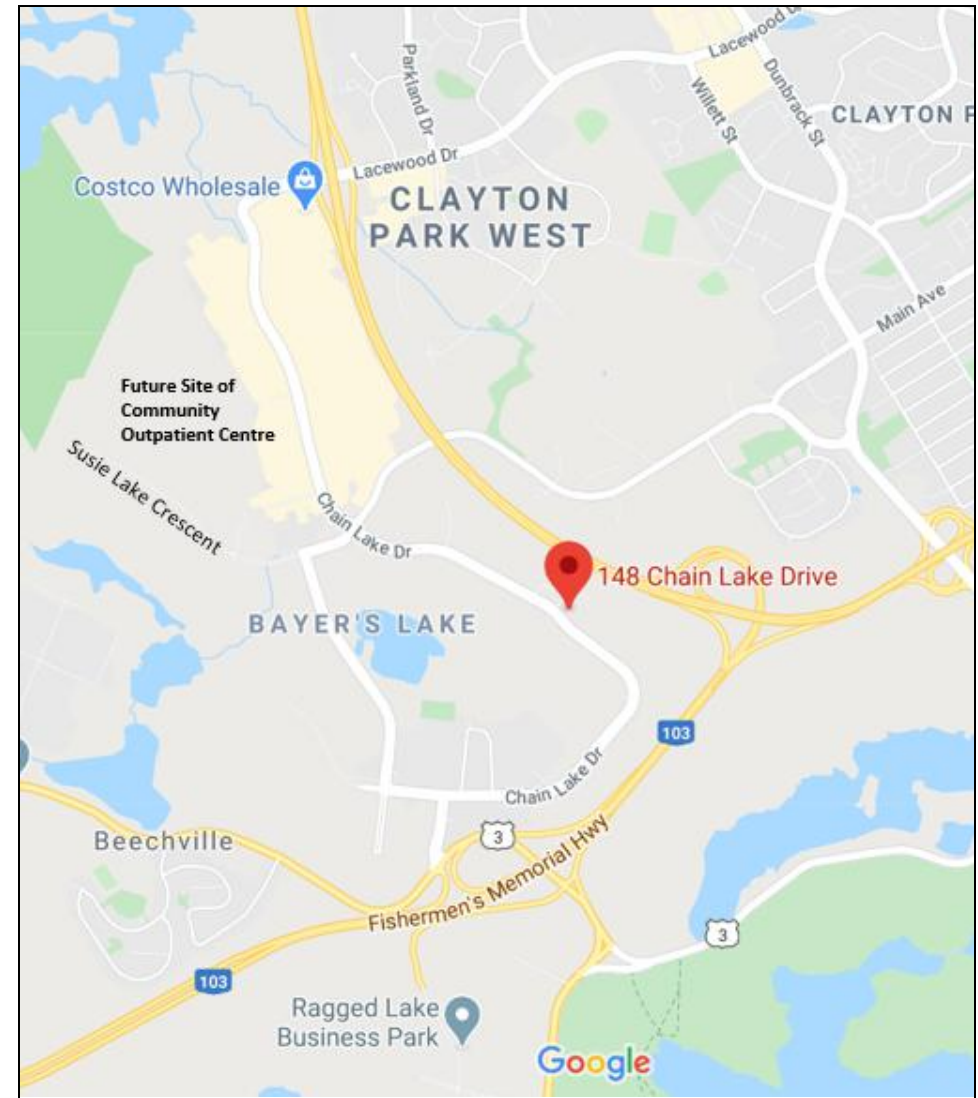 Lacewood Dr
Parkland Dr
Willett St
Dunbrack St
Costco Wholesale
Lacewood Dr
CLAYTON
PARK WEST
Main Ave
Future Site of
Community
Outpatient Centre
Susie Lake Crescent
Chain Lake Dr
148 Chain Lake Drive
BAYER'S LAKE
103
Chain Lake Dr
3
Beechville
Fishermen's Memorial Hwy
3
103
Ragged Lake
Business Park
Google